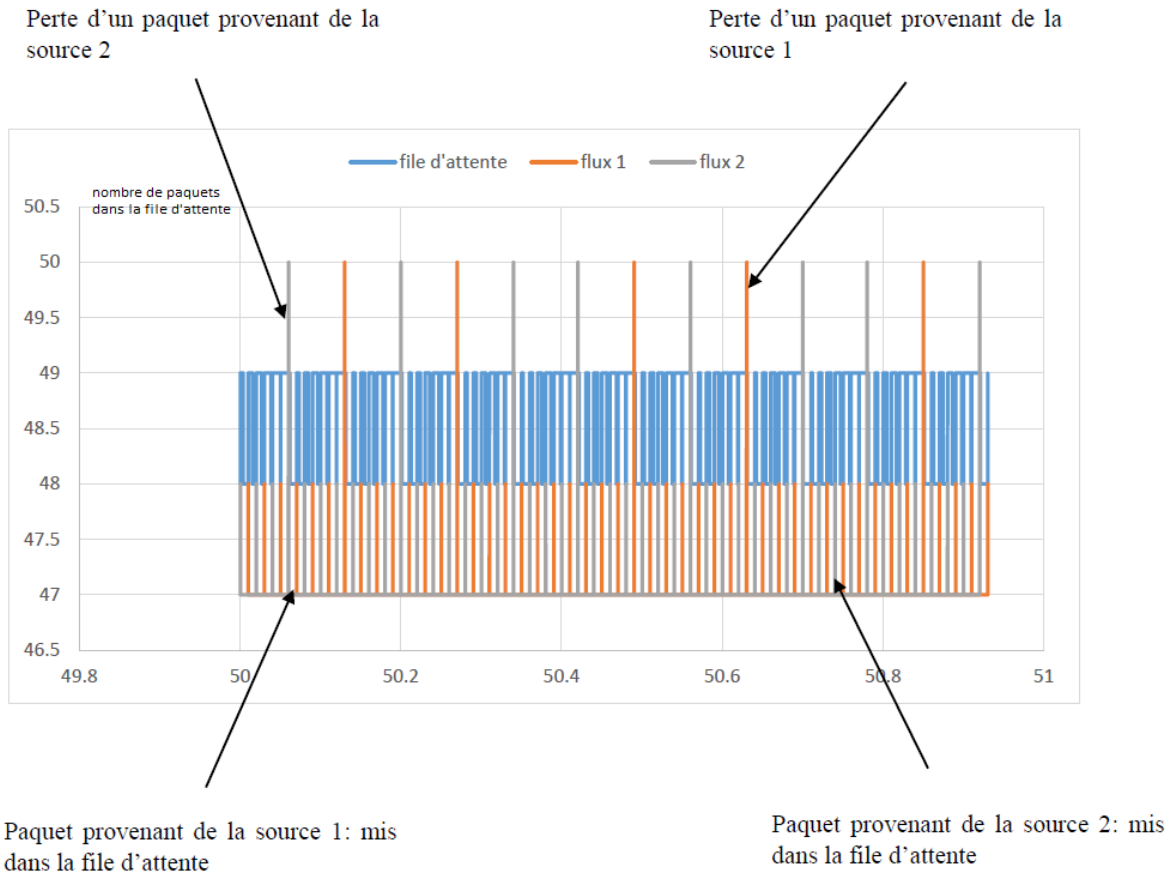 Perte d'un paquet provenant de la
source 2
Perte d'un paquet provenant de la
source 1
file d'attente
flux 1
flux 2
nombre de paquets
dans la file d'attente
50.5
50
49.5
49
48.5
48
47.5
47
46.5
49.8
50
50.2
50.4
50.6
50.8
51
Paquet provenant de la source 1: mis
dans la file d'attente
Paquet provenant de la source 2: mis
dans la file d'attente